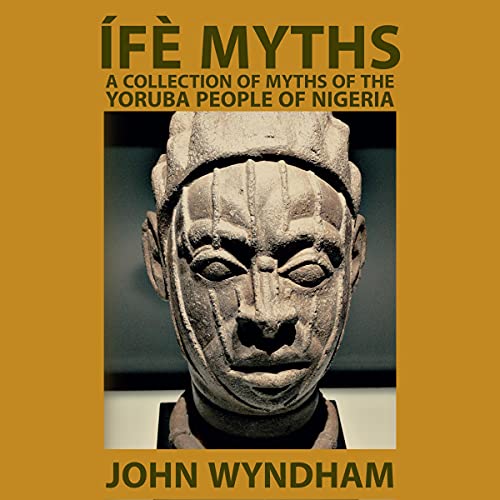 ÍFÈ MYTHS
A COLLECTION OF MYTHS OF THE
YORUBA PEOPLE OF NIGERIA
JOHN WYNDHAM